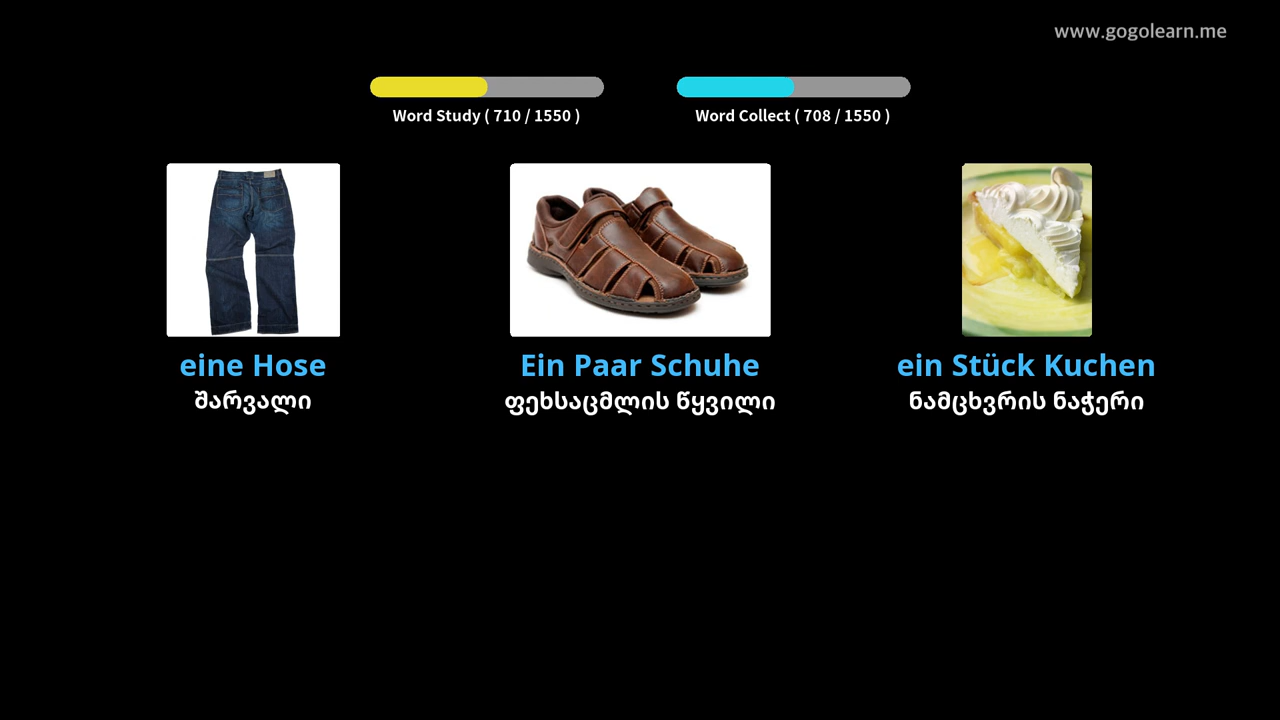 www.gogolearn.me
Word Study ( 710 / 1550 )
Word Collect ( 708 / 1550 )
eine Hose
შარვალი
Ein Paar Schuhe
ფეხსაცმლის წყვილი
ein Stück Kuchen
ნამცხვრის ნაჭერი